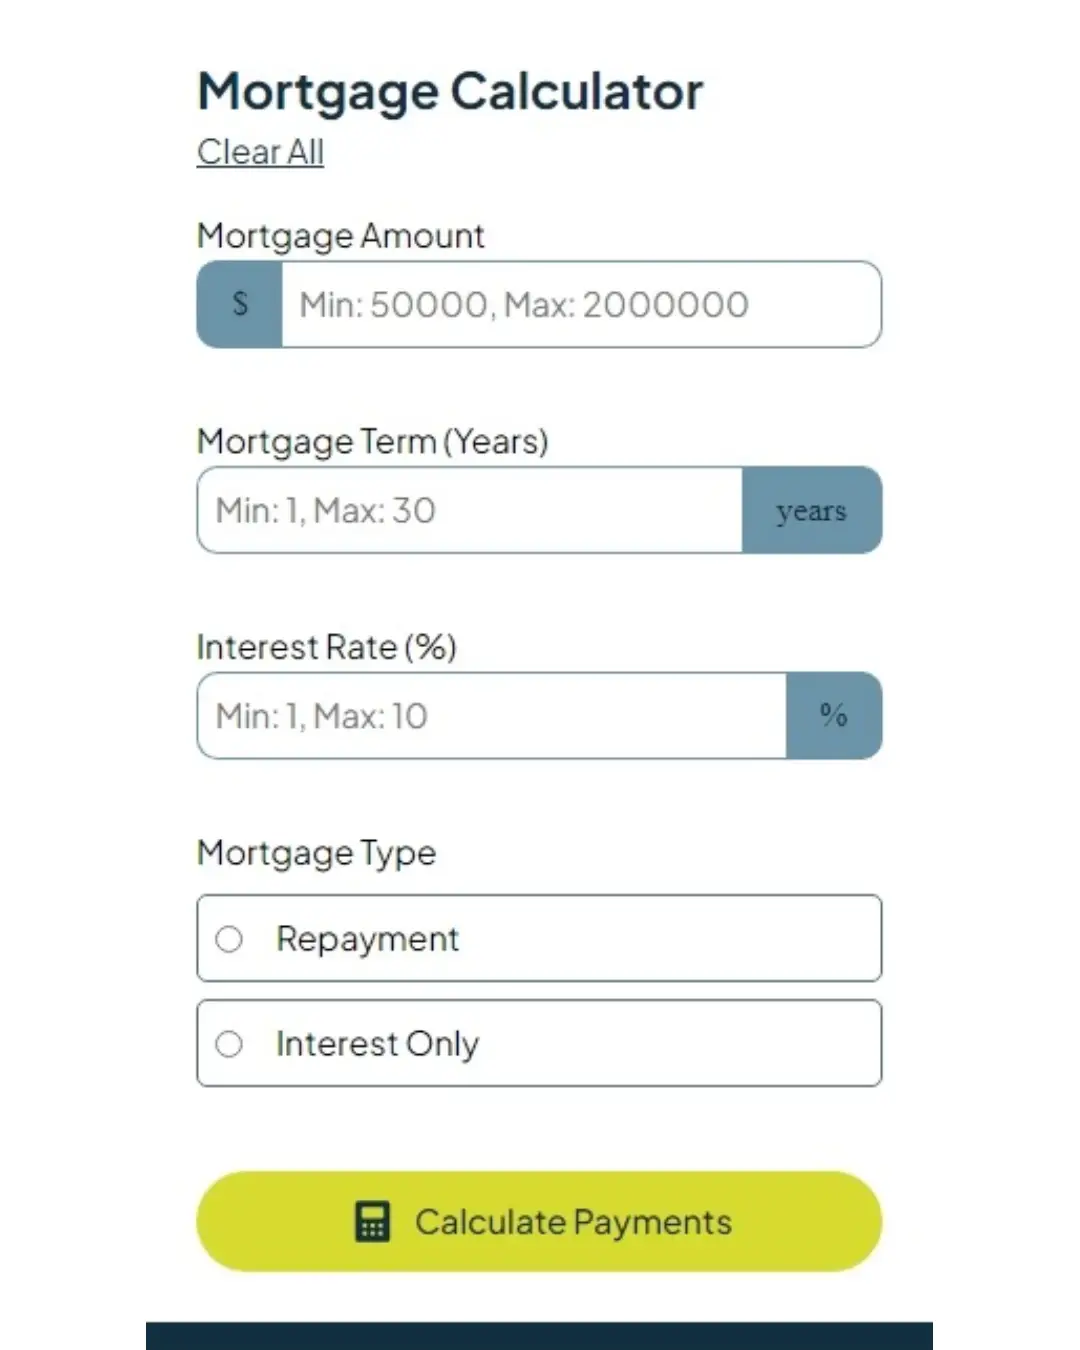 Mortgage Calculator
Clear All
Mortgage Amount
$ Min: 50000, Max: 2000000
Mortgage Term (Years)
Min: 1, Max: 30 years
Interest Rate (%)
Min: 1, Max: 10 %
Mortgage Type
Repayment
Interest Only
Calculate Payments